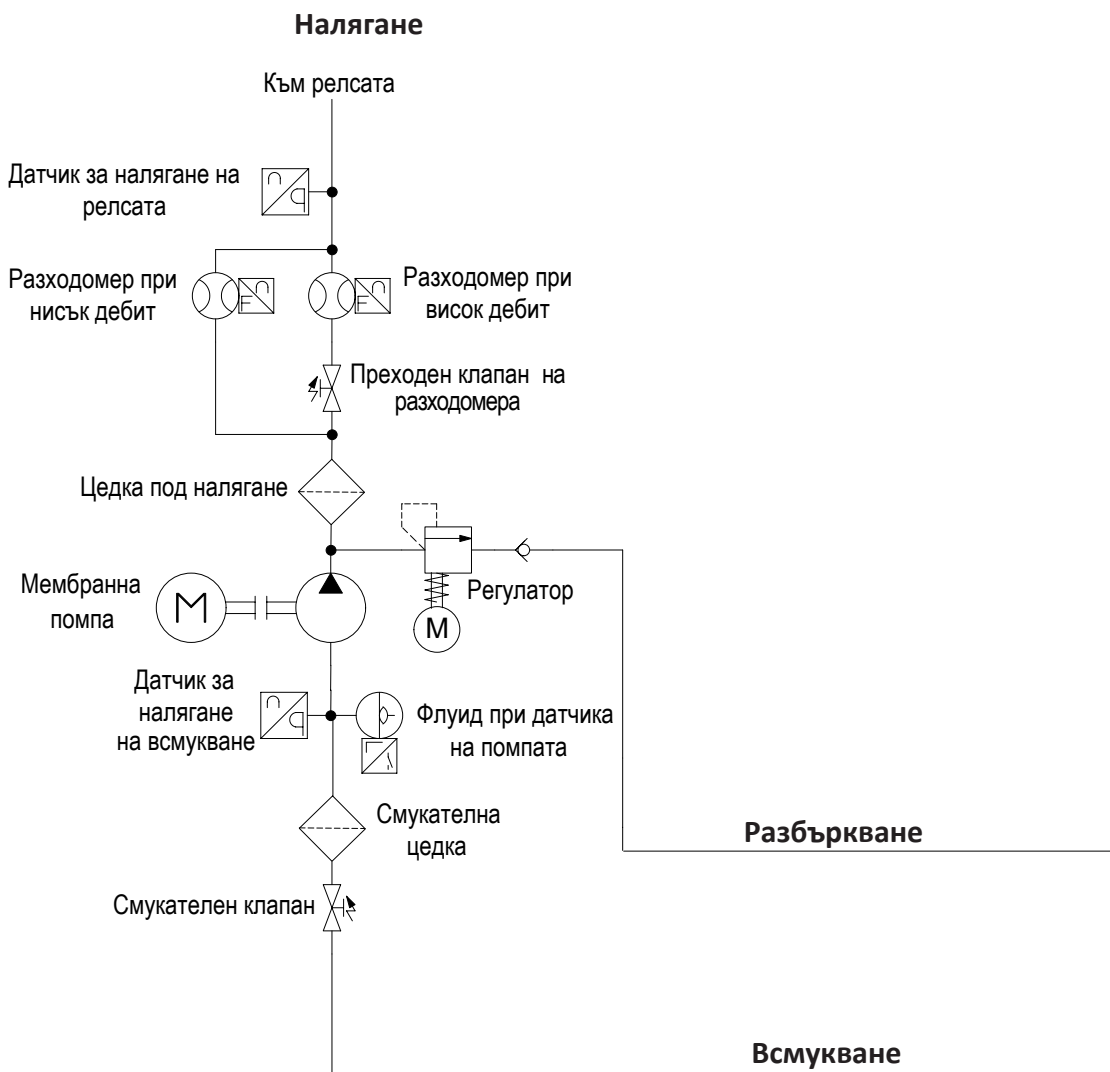 Налягане
Към релсата
Датчик за налягане на
релсата
Разходомер при
нисък дебит
Разходомер при
висок дебит
Преходен клапан на
разходомера
Цедка под налягане
Мембранна
помпа
M
Регулатор
M
Датчик за
налягане
на всмукване
Флуид при датчика
на помпата
Смукателна
цедка
Разбъркване
Смукателен клапан
Всмукване